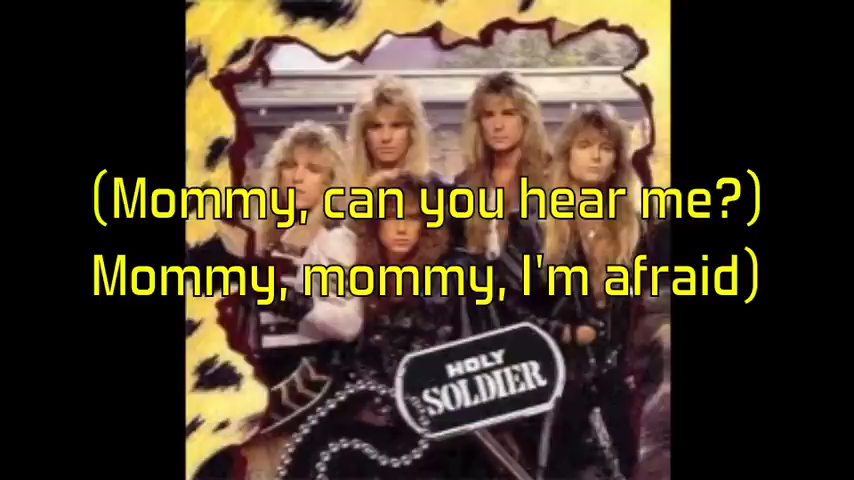 (Mommy, can you hear me?)
Mommy, mommy, I'm afraid)
HOLY
SOLDIER